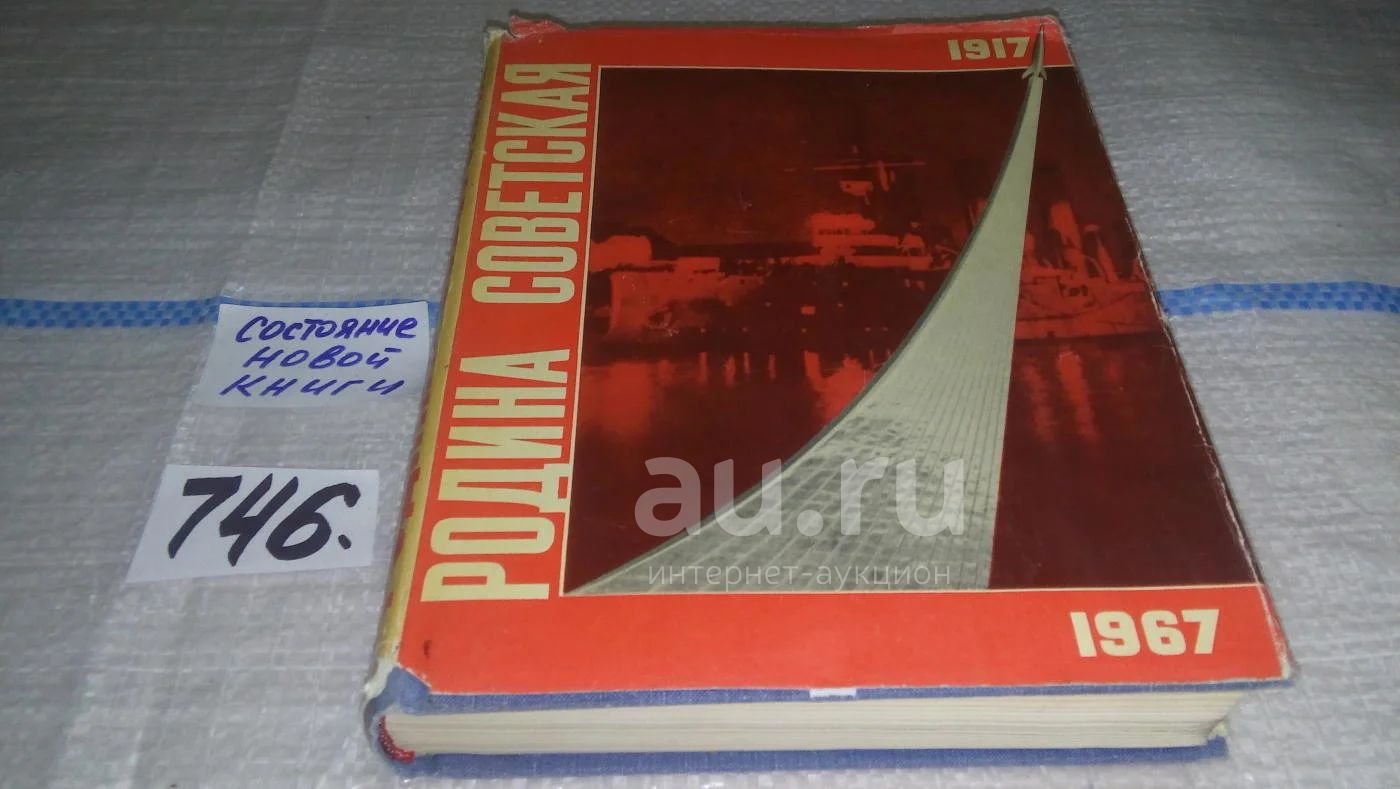 РОДИНА СОВЕТСКАЯ
1917
1967
состояние
новой
книги
746.
au.ru
интернет-аукцион